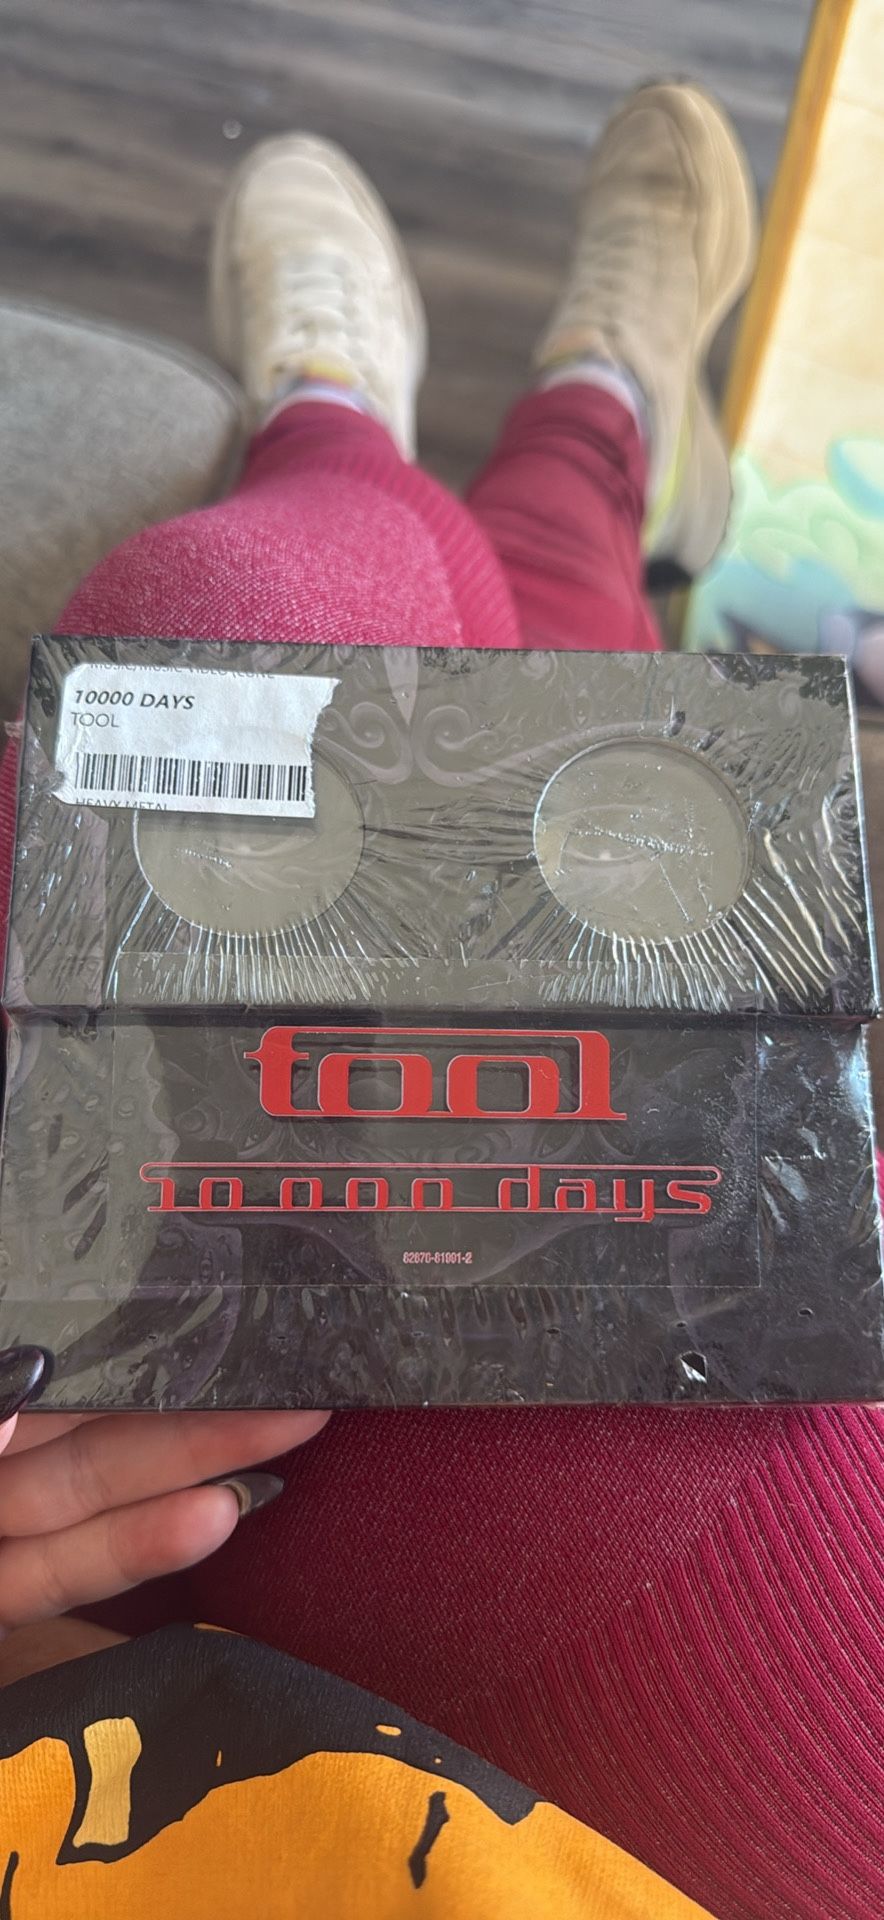 10000 DAYS
TOOL
HEAVY METAL
tool
10 000 days
82876-81991-2